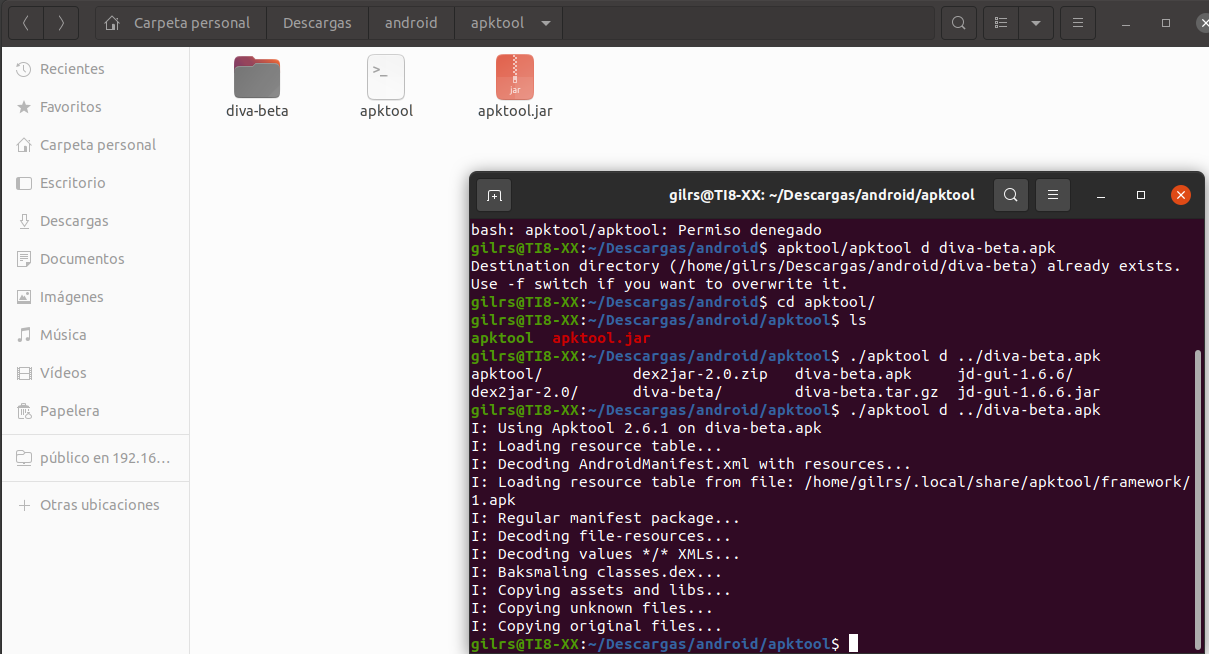 Carpeta personal Descargas android apktool
Recientes
Favoritos
Carpeta personal
Escritorio
Descargas
Documentos
Imágenes
Música
Vídeos
Papelera
público en 192.16...
Otras ubicaciones
diva-beta
>_
apktool
jar
apktool.jar
gilrs@TI8-XX: ~/Descargas/android/apktool
bash: apktool/apktool: Permiso denegado
gilrs@TI8-XX:~/Descargas/android$ apktool/apktool d diva-beta.apk
Destination directory (/home/gilrs/Descargas/android/diva-beta) already exists.
Use -f switch if you want to overwrite it.
gilrs@TI8-XX:~/Descargas/android$ cd apktool/
gilrs@TI8-XX:~/Descargas/android/apktool$ ls
apktool  apktool.jar
gilrs@TI8-XX:~/Descargas/android/apktool$ ./apktool d ../diva-beta.apk
apktool/          dex2jar-2.0.zip   diva-beta.apk     jd-gui-1.6.6/
dex2jar-2.0/      diva-beta/        diva-beta.tar.gz  jd-gui-1.6.6.jar
gilrs@TI8-XX:~/Descargas/android/apktool$ ./apktool d ../diva-beta.apk
I: Using Apktool 2.6.1 on diva-beta.apk
I: Loading resource table...
I: Decoding AndroidManifest.xml with resources...
I: Loading resource table from file: /home/gilrs/.local/share/apktool/framework/
1.apk
I: Regular manifest package...
I: Decoding file-resources...
I: Decoding values */* XMLs...
I: Baksmaling classes.dex...
I: Copying assets and libs...
I: Copying unknown files...
I: Copying original files...
gilrs@TI8-XX:~/Descargas/android/apktool$